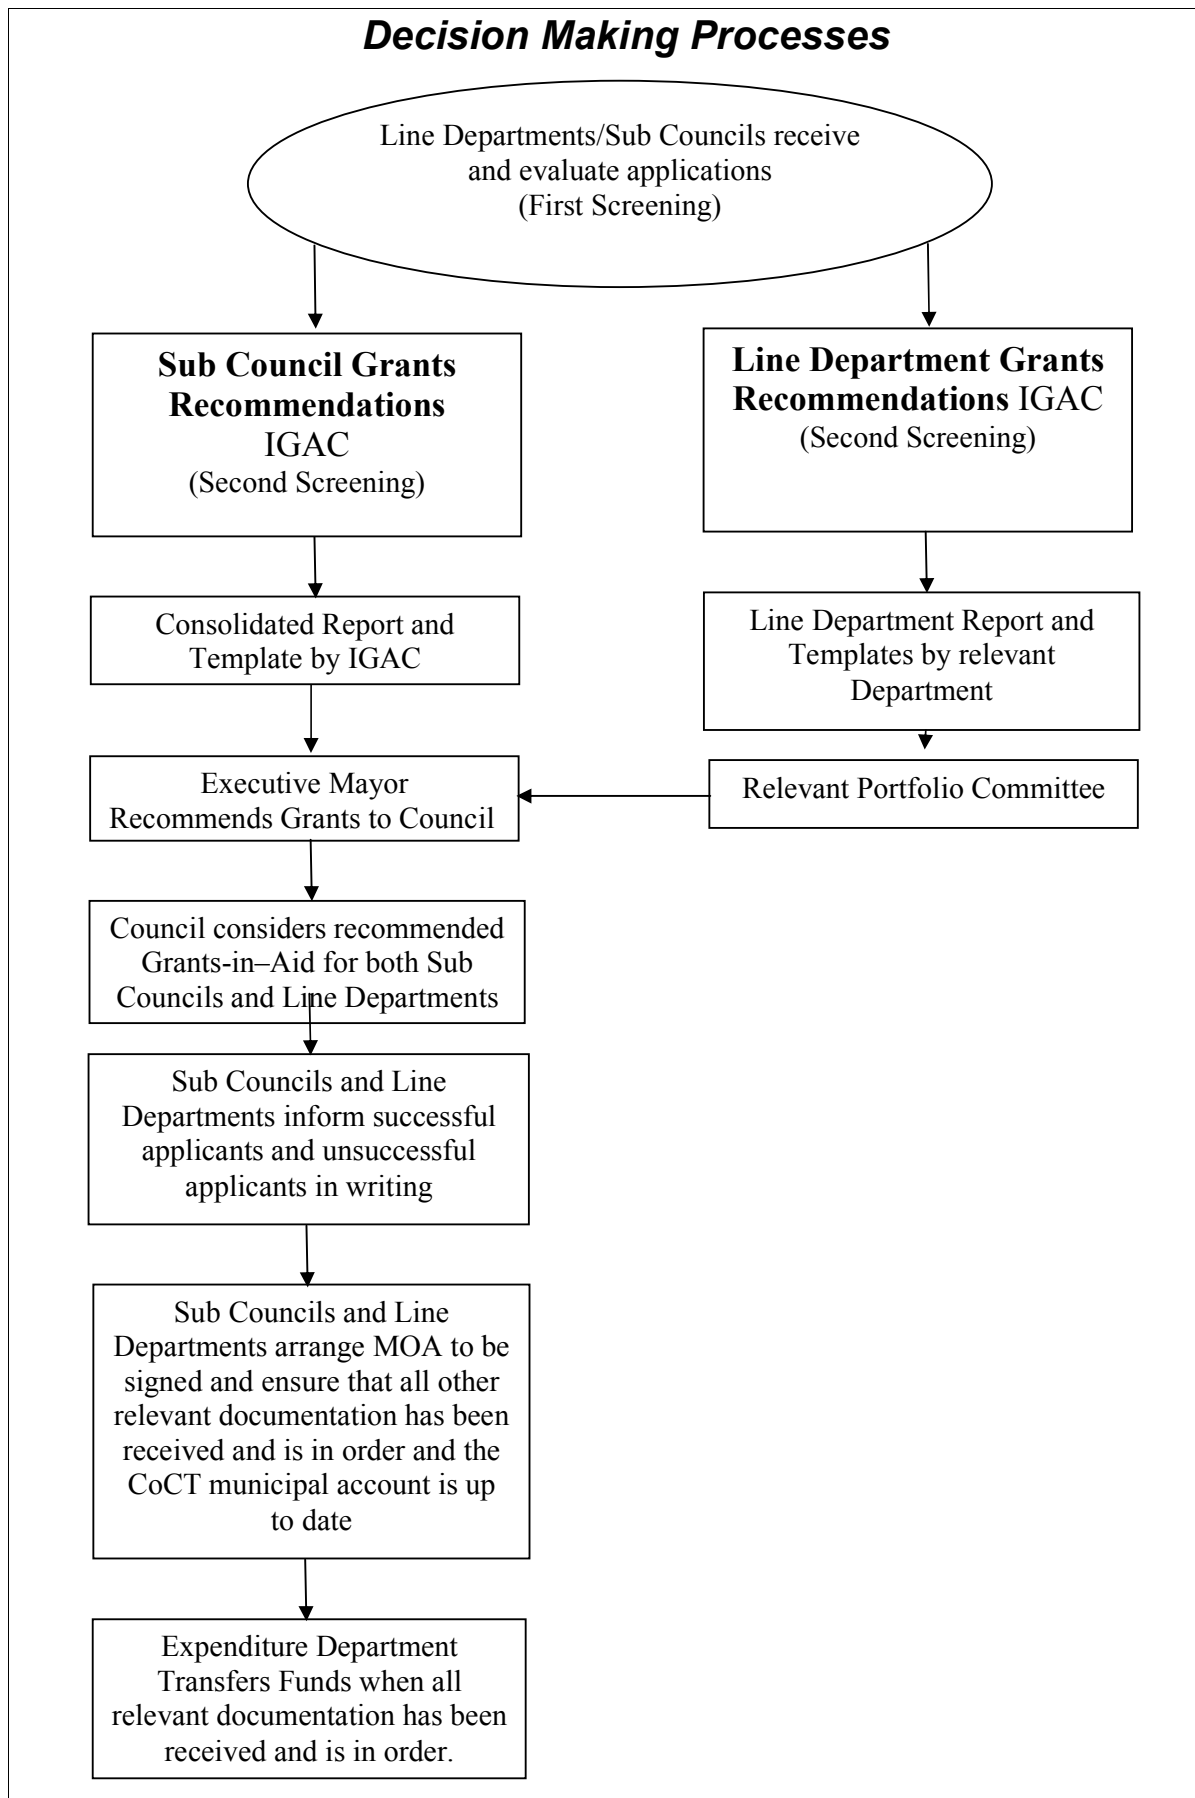 Decision Making Processes
Line Departments/Sub Councils receive
and evaluate applications
(First Screening)
Sub Council Grants
Recommendations
IGAC
(Second Screening)
Line Department Grants
Recommendations IGAC
(Second Screening)
Consolidated Report and
Template by IGAC
Line Department Report and
Templates by relevant
Department
Executive Mayor
Recommends Grants to Council
Relevant Portfolio Committee
Council considers recommended
Grants-in–Aid for both Sub
Councils and Line Departments
Sub Councils and Line
Departments inform successful
applicants and unsuccessful
applicants in writing
Sub Councils and Line
Departments arrange MOA to be
signed and ensure that all other
relevant documentation has been
received and is in order and the
CoCT municipal account is up
to date
Expenditure Department
Transfers Funds when all
relevant documentation has been
received and is in order.